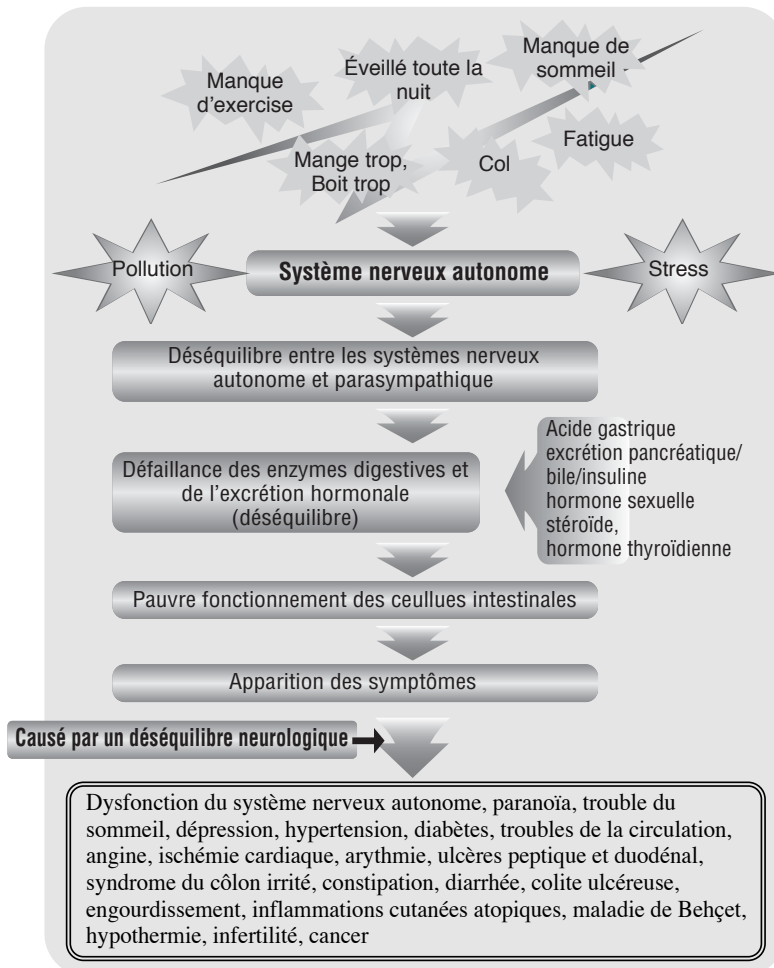 Manque
d'exercise
Éveillé toute la
nuit
Manque de
sommeil
Mange trop,
Boit trop
Col
Fatigue
Pollution
Système nerveux autonome
Stress
Déséquilibre entre les systèmes nerveux
autonome et parasympathique
Défaillance des enzymes digestives et
de l'excrétion hormonale
(déséquilibre)
Acide gastrique
excrétion pancréatique/
bile/insuline
hormone sexuelle
stéroïde,
hormone thyroïdienne
Pauvre fonctionnement des ceullues intestinales
Apparition des symptômes
Causé par un déséquilibre neurologique
Dysfonction du système nerveux autonome, paranoïa, trouble du
sommeil, dépression, hypertension, diabètes, troubles de la circulation,
angine, ischémie cardiaque, arythmie, ulcères peptique et duodénal,
syndrome du côlon irrité, constipation, diarrhée, colite ulcéreuse,
engourdissement, inflammations cutanées atopiques, maladie de Behçet,
hypothermie, infertilité, cancer